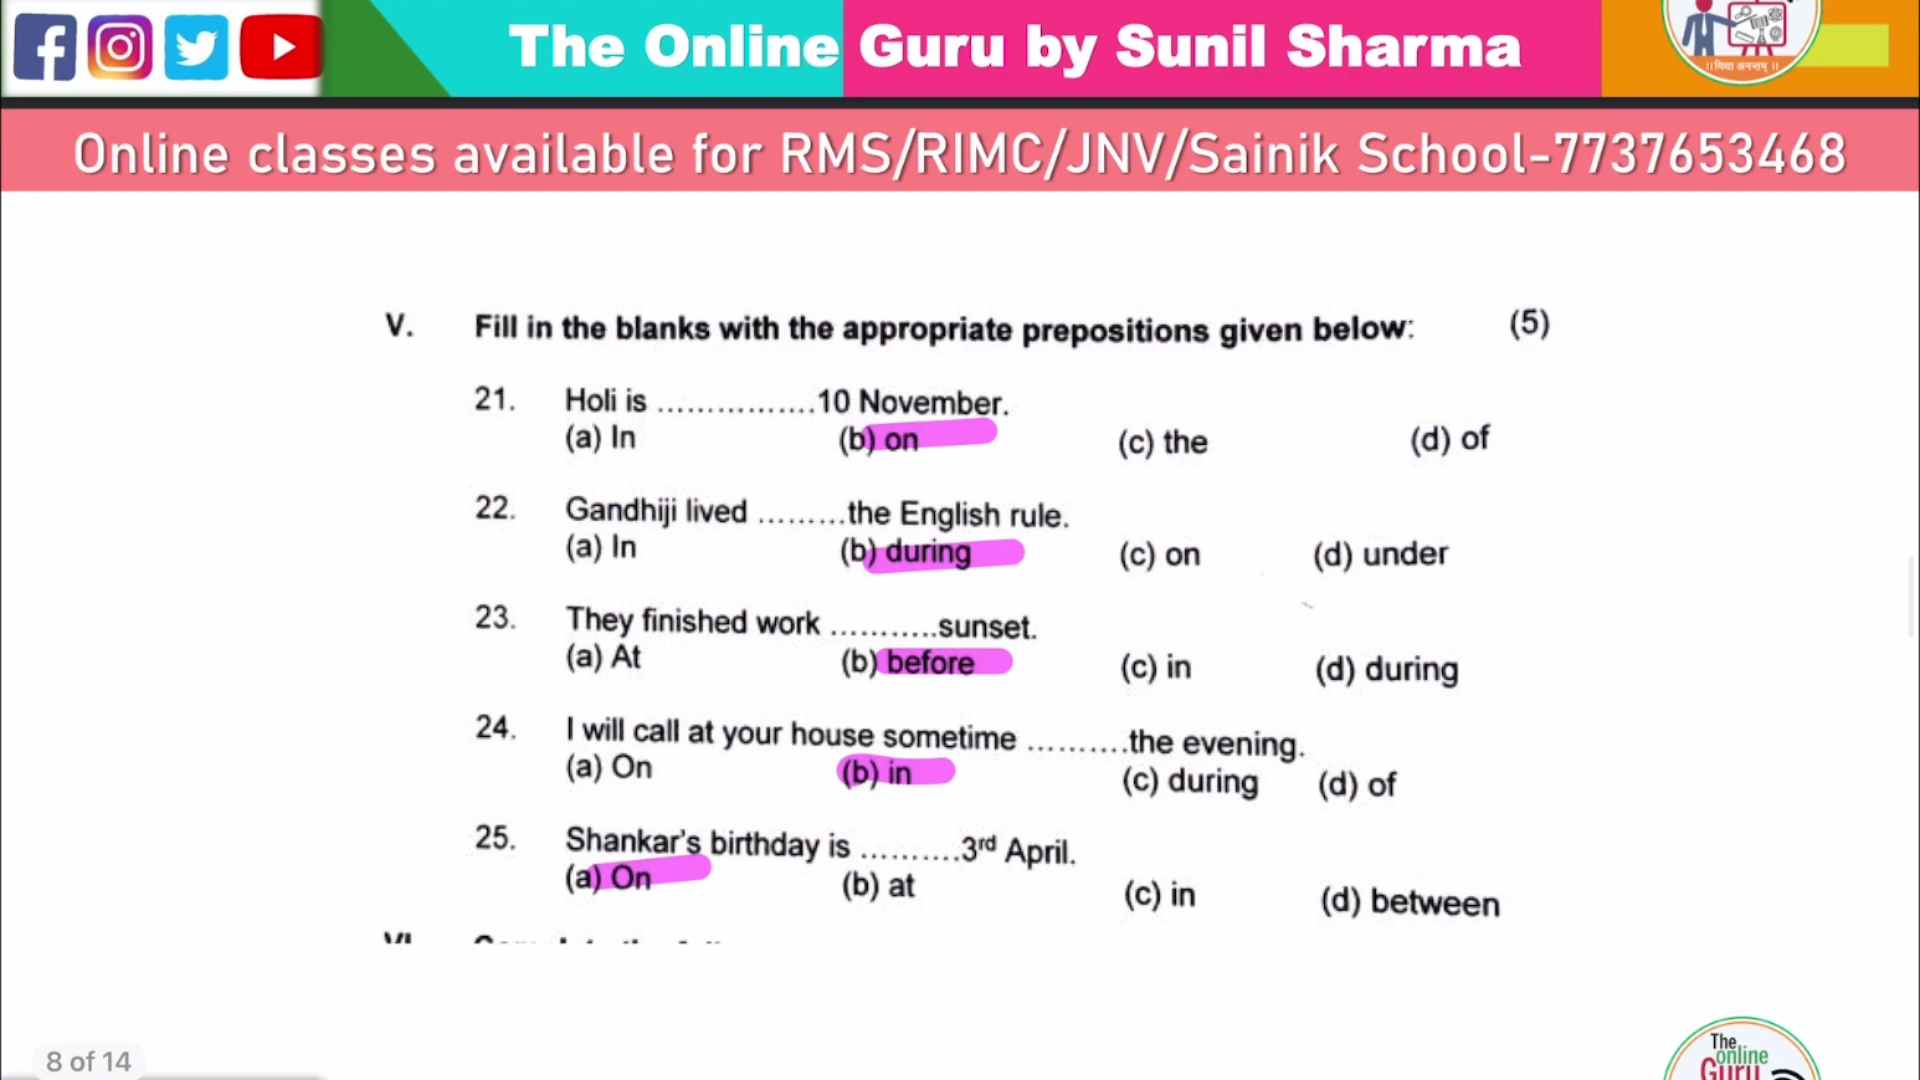 The Online Guru by Sunil Sharma
।।विद्या अनन्तम् ।।
Online classes available for RMS/RIMC/JNV/Sainik School-7737653468
V. Fill in the blanks with the appropriate prepositions given below: (5)
21. Holi is ................10 November.
(a) In (b) on (c) the (d) of
22. Gandhiji lived .........the English rule.
(a) In (b) during (c) on (d) under
23. They finished work ...........sunset.
(a) At (b) before (c) in (d) during
24. I will call at your house sometime ..........the evening.
(a) On (b) in (c) during (d) of
25. Shankar's birthday is ..........3rd April.
(a) On (b) at (c) in (d) between
8 of 14
The
online
Guru